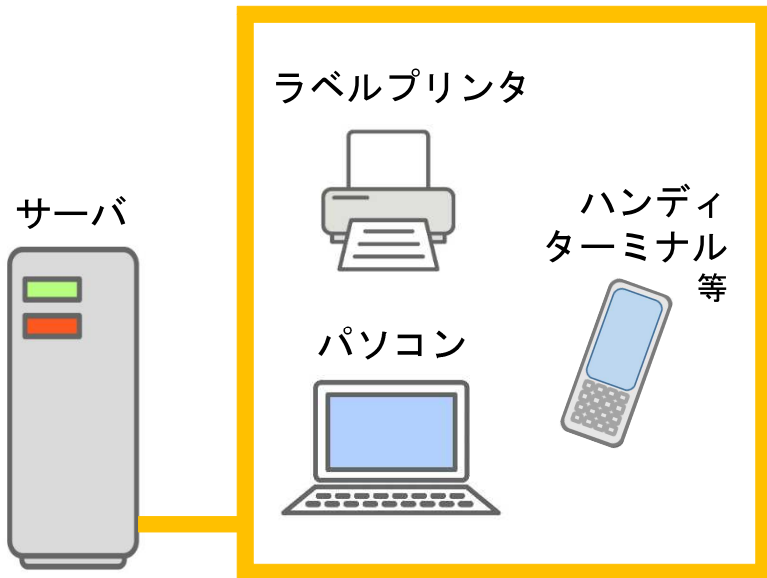 サーバ
ラベルプリンタ
ハンディ
ターミナル
等
パソコン